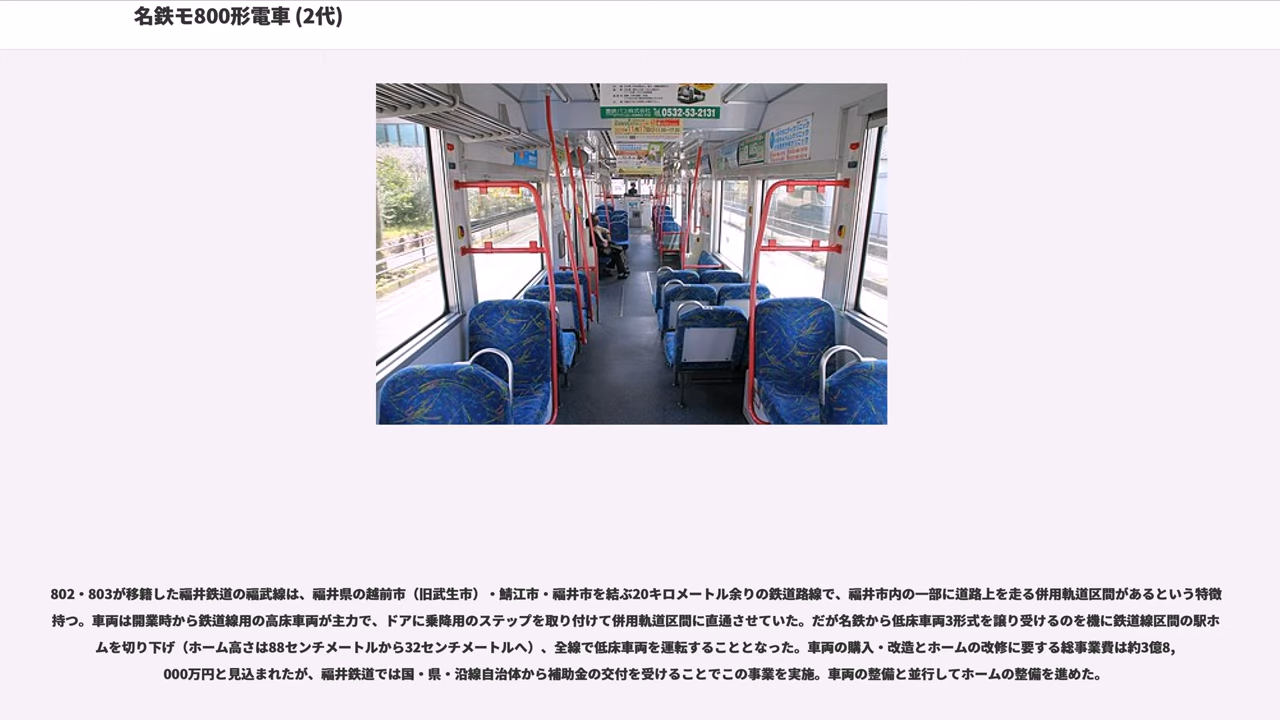 名鉄モ800形電車 (2代)
豊鉄バス株式会社 TEL0532-53-2131
802・803が移籍した福井鉄道の福武線は、福井県の越前市（旧武生市）・鯖江市・福井市を結ぶ20キロメートル余りの鉄道路線で、福井市内の一部に道路上を走る併用軌道区間があるという特徴
持つ。車両は開業時から鉄道線用の高床車両が主力で、ドアに乗降用のステップを取り付けて併用軌道区間に直通させていた。だが名鉄から低床車両3形式を譲り受けるのを機に鉄道線区間の駅ホ
ムを切り下げ（ホーム高さは88センチメートルから32センチメートルへ）、全線で低床車両を運転することとなった。車両の購入・改造とホームの改修に要する総事業費は約3億8,
000万円と見込まれたが、福井鉄道では国・県・沿線自治体から補助金の交付を受けることでこの事業を実施。車両の整備と並行してホームの整備を進めた。